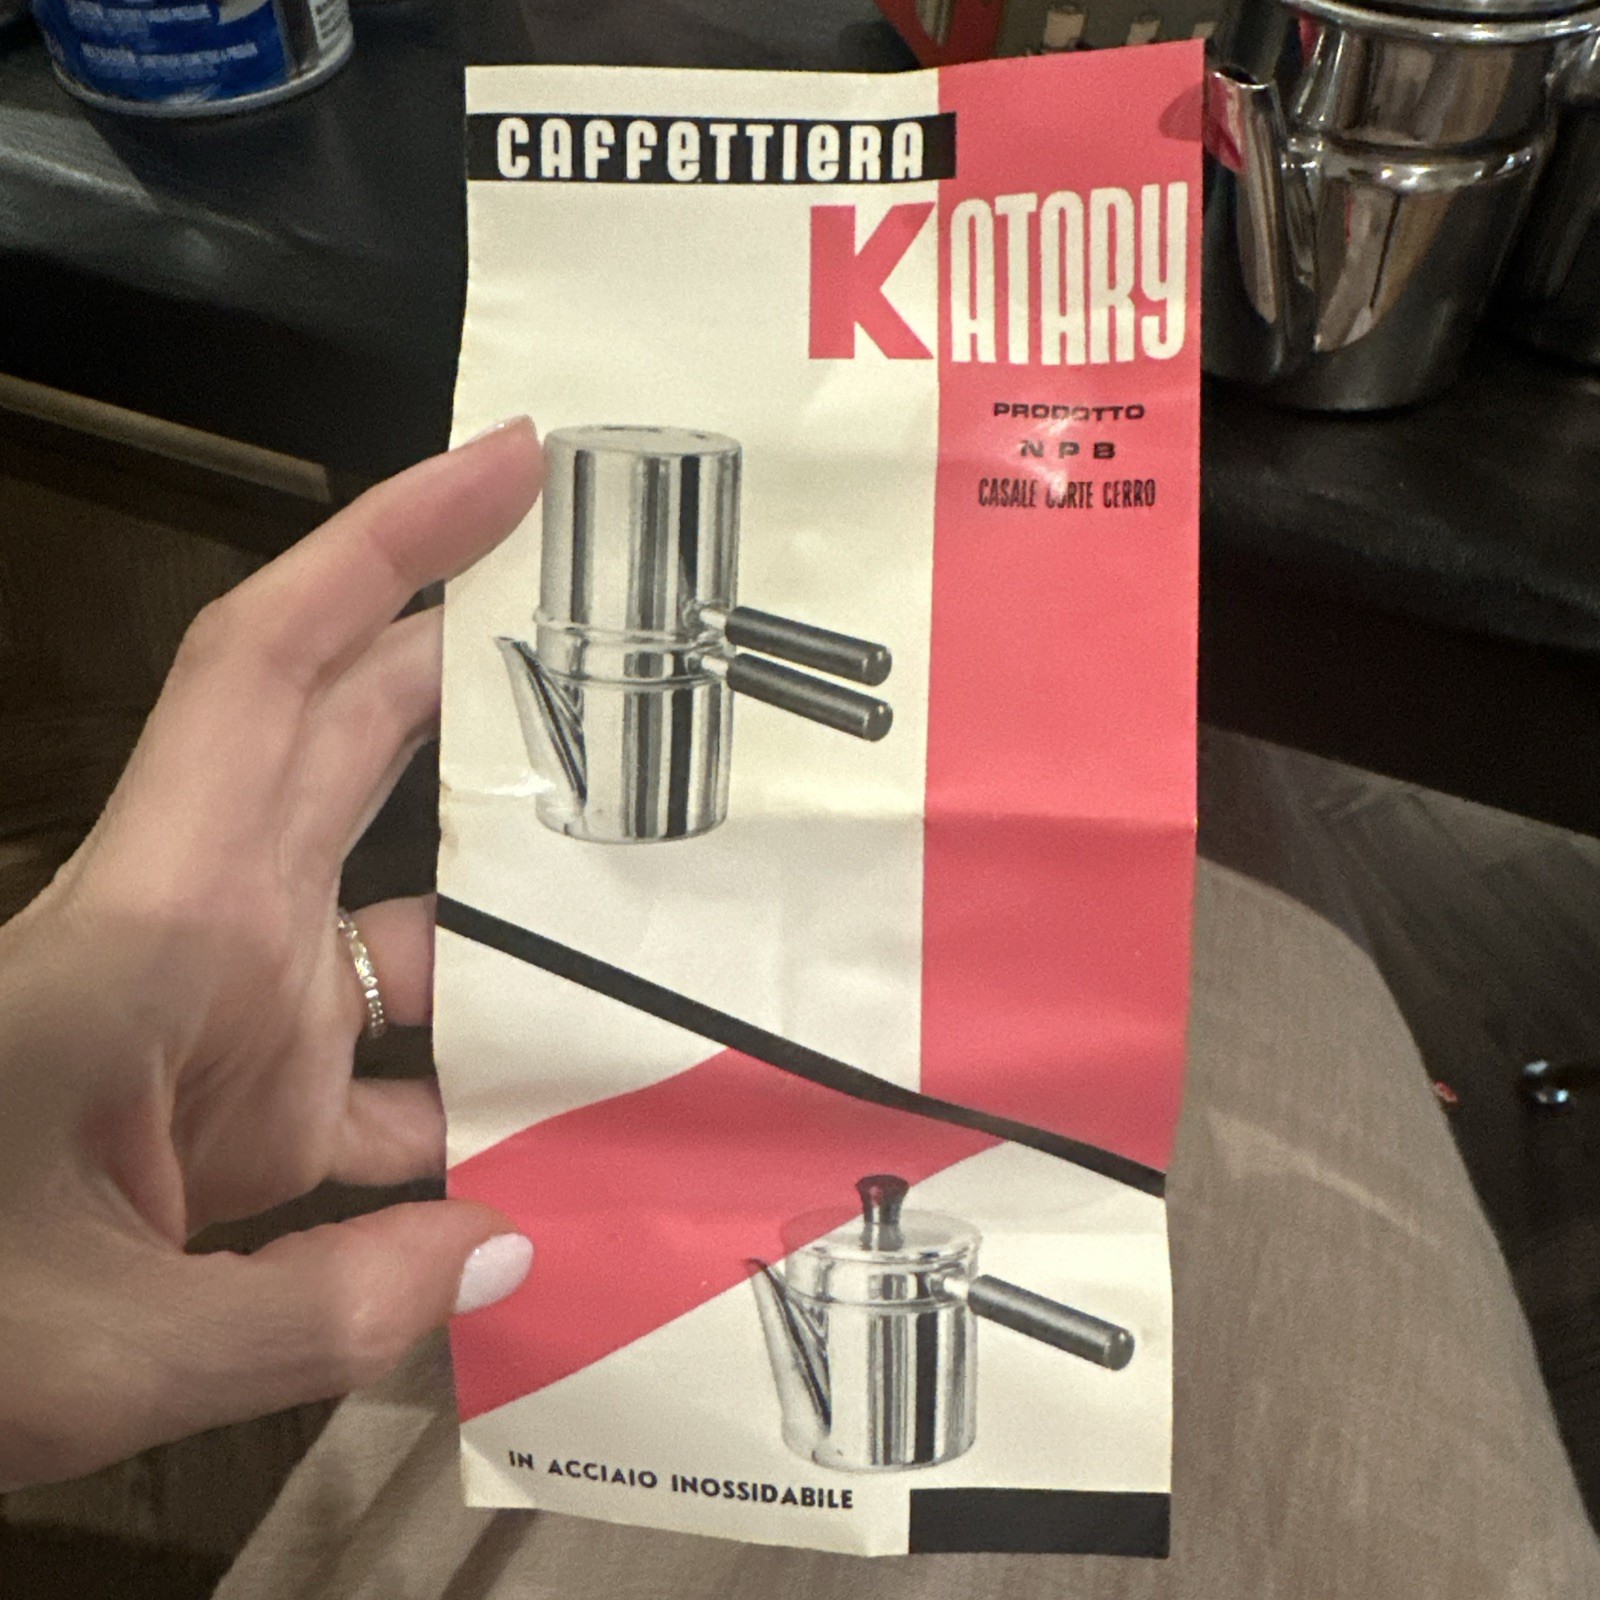 CAFFETTIERA
KATARY
PRODOTTO
N P B
CASALE CORTE CERRO
IN ACCIAIO INOSSIDABILE